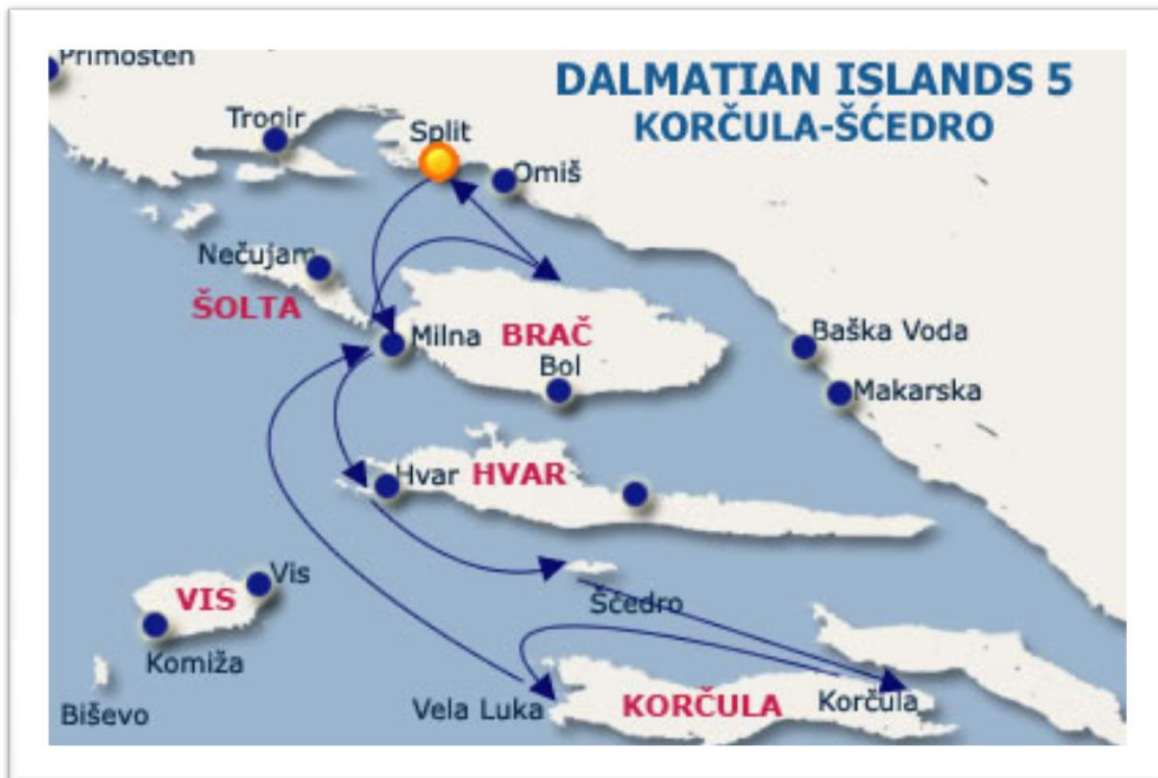 Primosten
DALMATIAN ISLANDS 5
KORČULA-ŠĆEDRO
Trogir
Split
Omiš
Nečujam
ŠOLTA
Milna
BRAČ
Bol
Baška Voda
Makarska
Hvar
HVAR
Vis
VIS
Šćedro
Komiža
Biševo
Vela Luka
KORČULA
Korčula